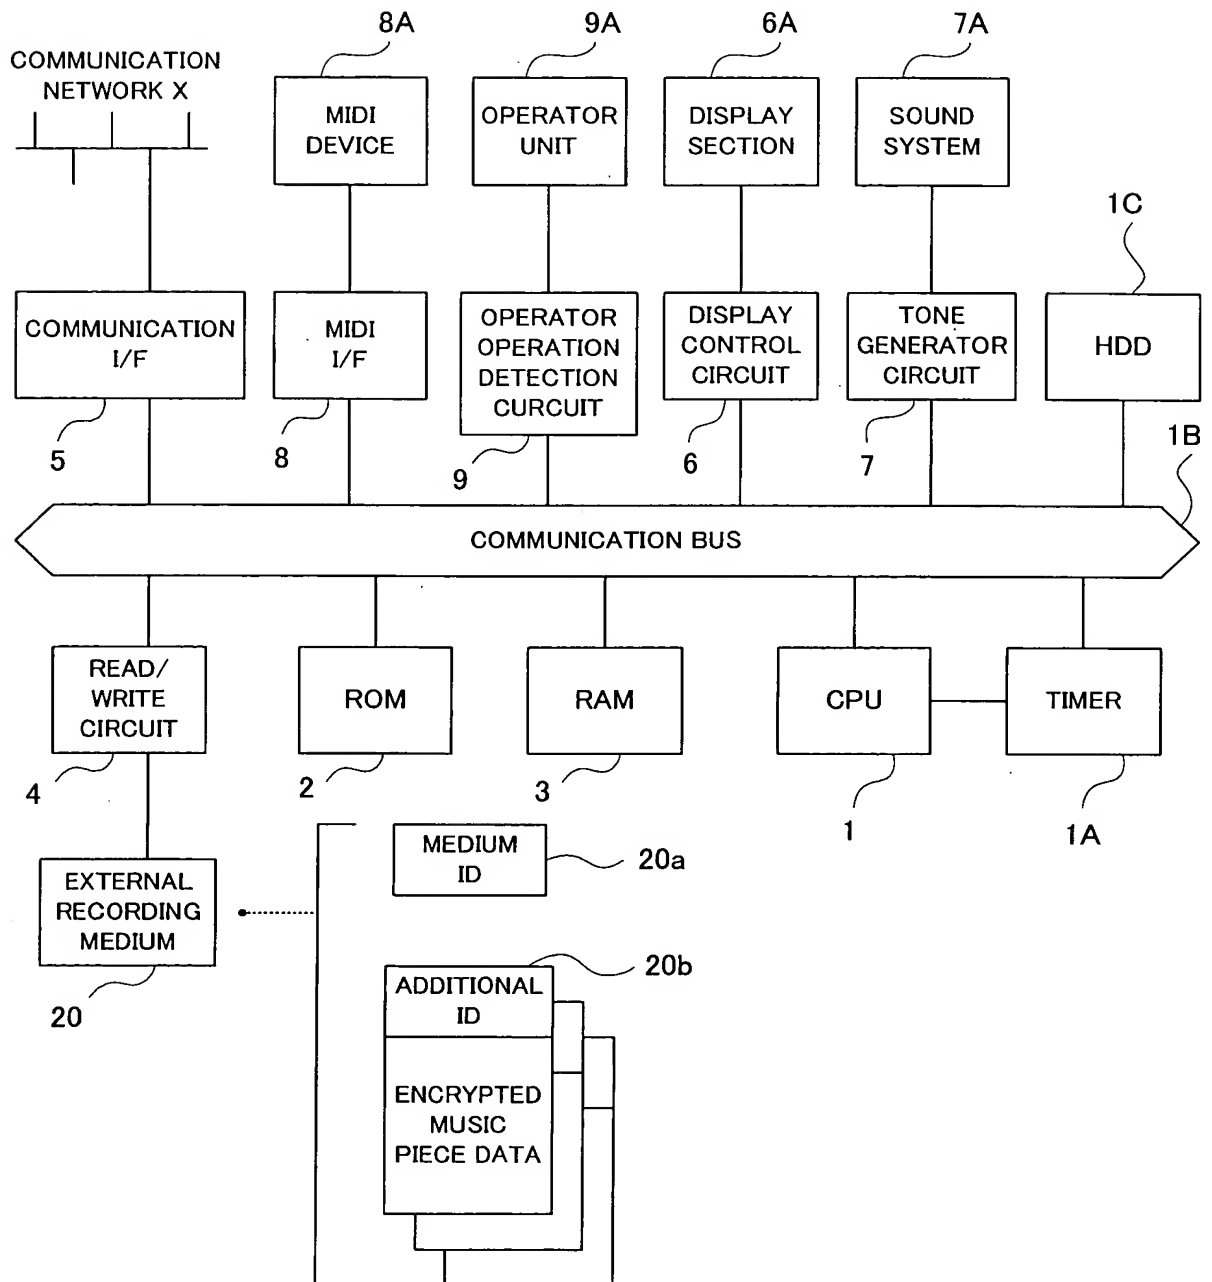 8A
9A
6A
7A
COMMUNICATION
NETWORK X
MIDI
DEVICE
OPERATOR
UNIT
DISPLAY
SECTION
SOUND
SYSTEM
1C
COMMUNICATION
I/F
MIDI
I/F
OPERATOR
OPERATION
DETECTION
CURCUIT
DISPLAY
CONTROL
CIRCUIT
TONE
GENERATOR
CIRCUIT
HDD
5
8
9
6
7
1B
COMMUNICATION BUS
READ/
WRITE
CIRCUIT
ROM
RAM
CPU
TIMER
4
2
3
1
1A
MEDIUM
ID
20a
EXTERNAL
RECORDING
MEDIUM
20
20b
ADDITIONAL
ID
ENCRYPTED
MUSIC
PIECE DATA